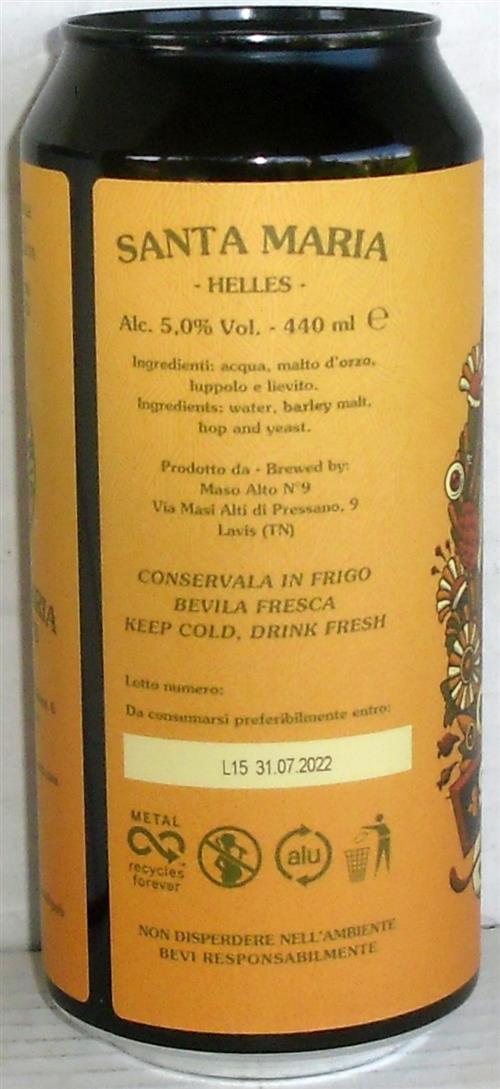 SANTA MARIA
- HELLES -
Alc. 5,0% Vol. - 440 ml e
Ingredienti: acqua, malto d'orzo,
luppolo e lievito.
Ingredients: water, barley malt,
hop and yeast.
Prodotto da - Brewed by:
Maso Alto N°9
Via Masi Alti di Pressano, 9
Lavis (TN)
CONSERVALA IN FRIGO
BEVILA FRESCA
KEEP COLD, DRINK FRESH
Lotto numero:
Da consumarsi preferibilmente entro:
L15 31.07.2022
METAL
recycles
forever
TM
alu
NON DISPERDERE NELL'AMBIENTE
BEVI RESPONSABILMENTE